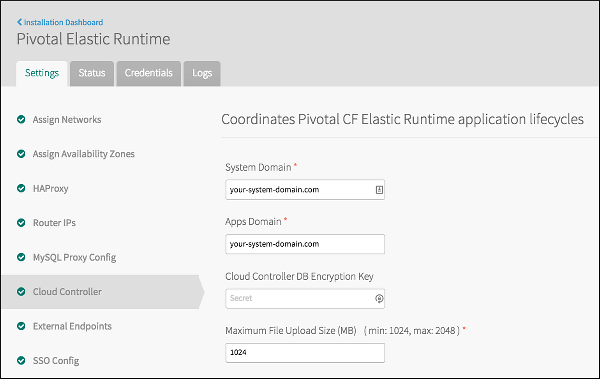 Installation Dashboard
Pivotal Elastic Runtime
Settings Status Credentials Logs
Assign Networks
Assign Availability Zones
HAProxy
Router IPs
MySQL Proxy Config
Cloud Controller
External Endpoints
SSO Config
Coordinates Pivotal CF Elastic Runtime application lifecycles
System Domain *
your-system-domain.com
Apps Domain *
your-system-domain.com
Cloud Controller DB Encryption Key
Secret
Maximum File Upload Size (MB) ( min: 1024, max: 2048 ) *
1024